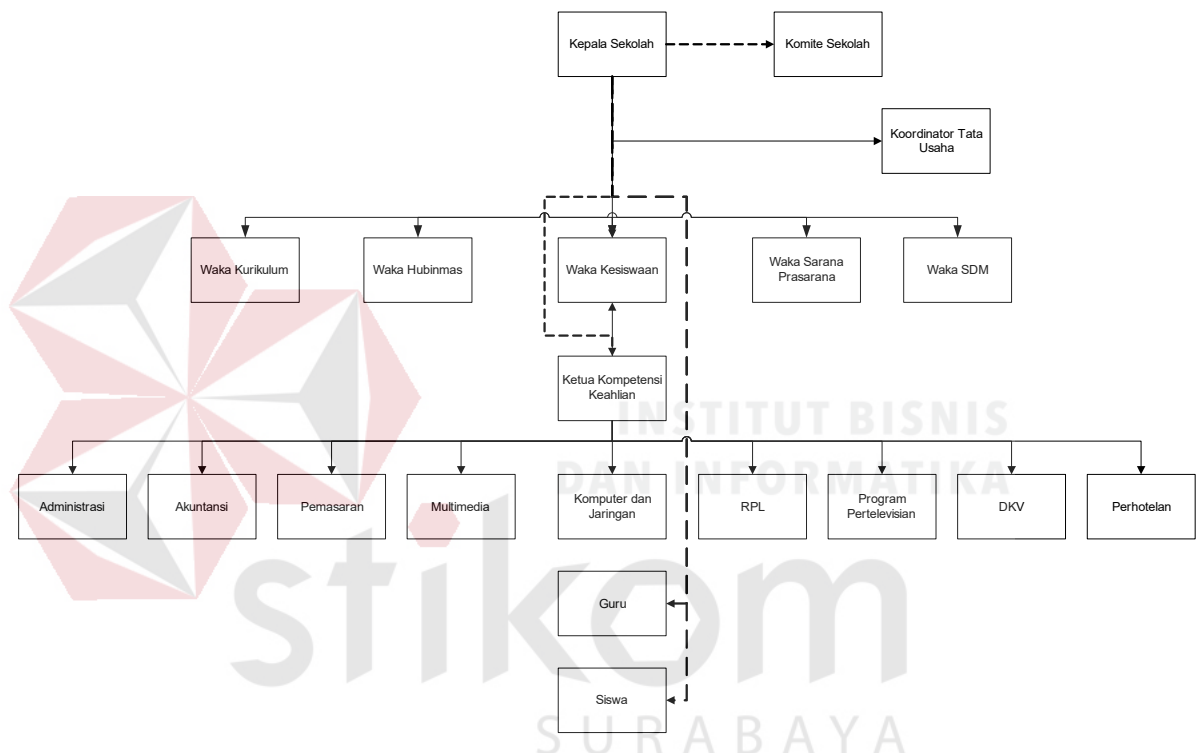 Kepala Sekolah
Komite Sekolah
Koordinator Tata
Usaha
Waka Kurikulum
Waka Hubinmas
Waka Kesiswaan
Waka Sarana
Prasarana
Waka SDM
Ketua Kompetensi
Keahlian
INSTITUT BISNIS
DAN INFORMATIKA
Administrasi
Akuntansi
Pemasaran
Multimedia
Komputer dan
Jaringan
RPL
Program
Pertelevisian
DKV
Perhotelan
stikom
Guru
Siswa
SURABAYA